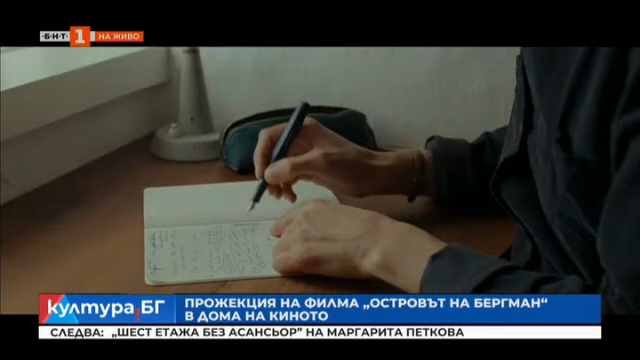 БНТ 1 НА ЖИВО
КУЛТУРА.БГ
ПРОЖЕКЦИЯ НА ФИЛМА „ОСТРОВЪТ НА БЕРГМАН“
В ДОМА НА КИНОТО
СЛЕДВА: „ШЕСТ ЕТАЖА БЕЗ АСАНСЬОР” НА МАРГАРИТА ПЕТКОВА